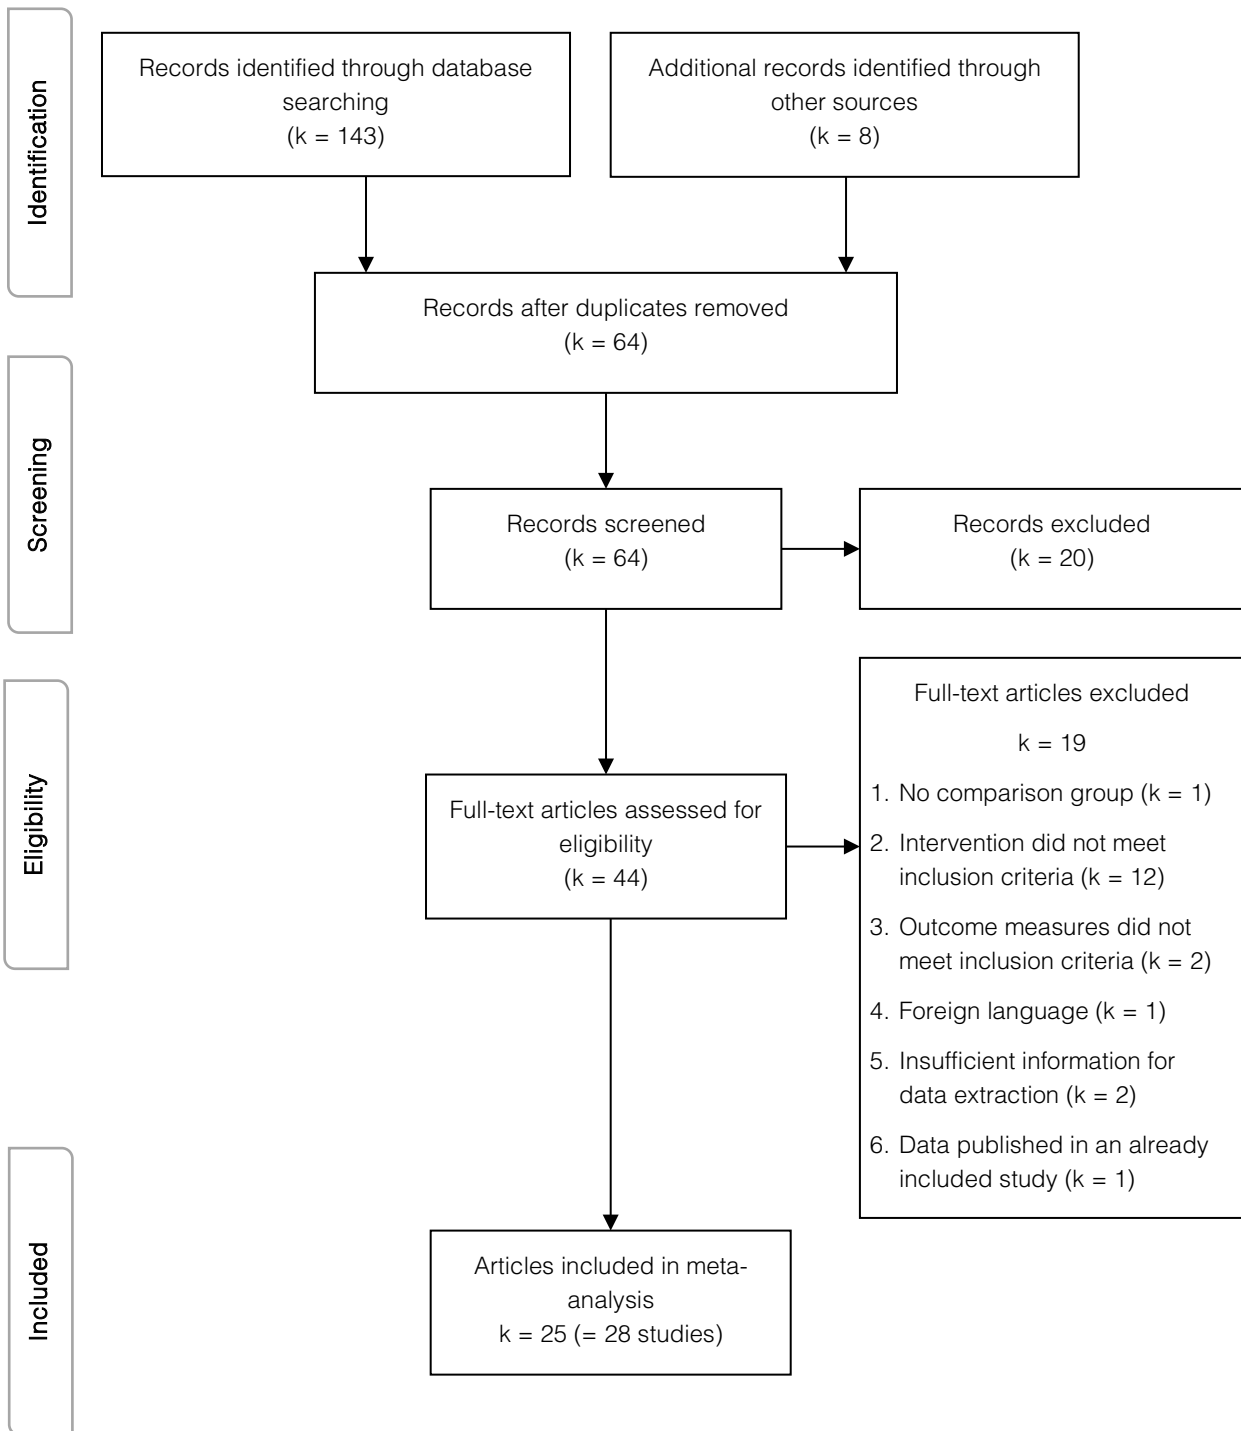 Identification
Records identified through database
searching
(k = 143)
Additional records identified through
other sources
(k = 8)
Records after duplicates removed
(k = 64)
Screening
Records screened
(k = 64)
Records excluded
(k = 20)
Eligibility
Full-text articles assessed for
eligibility
(k = 44)
Full-text articles excluded
k = 19
1. No comparison group (k = 1)
2. Intervention did not meet
inclusion criteria (k = 12)
3. Outcome measures did not
meet inclusion criteria (k = 2)
4. Foreign language (k = 1)
5. Insufficient information for
data extraction (k = 2)
6. Data published in an already
included study (k = 1)
Included
Articles included in meta-
analysis
k = 25 (= 28 studies)